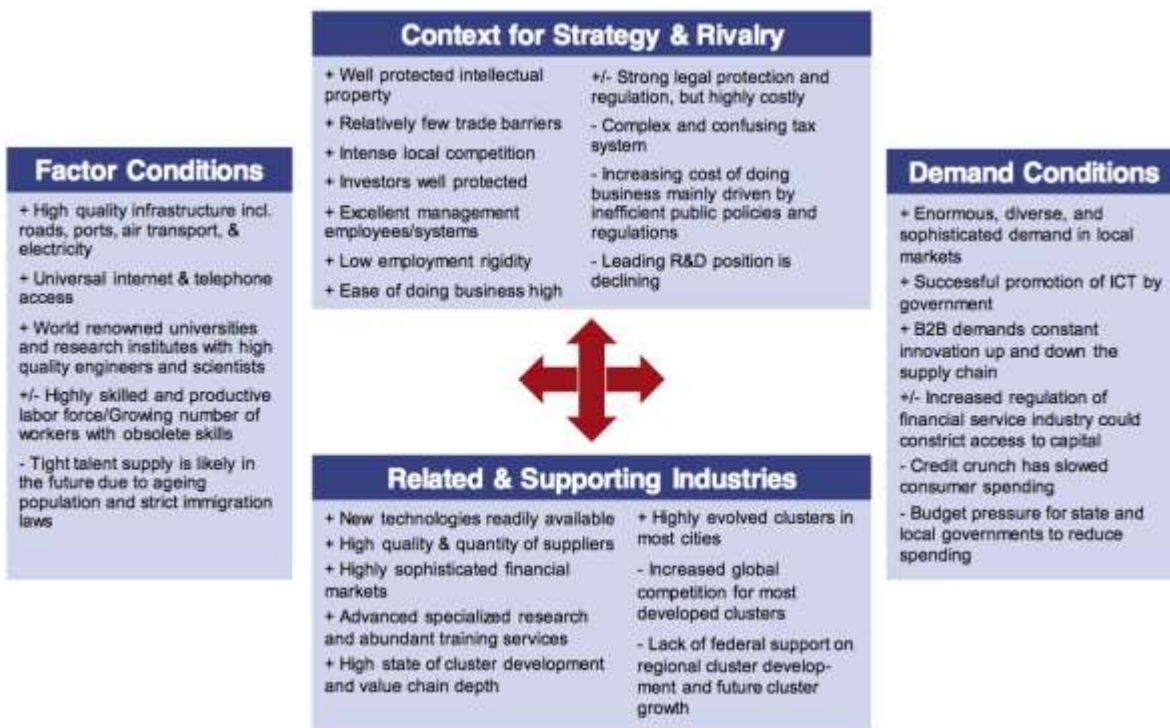 Context for Strategy & Rivalry
+ Well protected intellectual
property
+ Relatively few trade barriers
+ Intense local competition
+ Investors well protected
+ Excellent management
employees/systems
+ Low employment rigidity
+ Ease of doing business high
+/- Strong legal protection and
regulation, but highly costly
- Complex and confusing tax
system
- Increasing cost of doing
business mainly driven by
inefficient public policies and
regulations
- Leading R&D position is
declining
Factor Conditions
+ High quality infrastructure incl.
roads, ports, air transport, &
electricity
+ Universal internet & telephone
access
+ World renowned universities
and research institutes with high
quality engineers and scientists
+/- Highly skilled and productive
labor force/Growing number of
workers with obsolete skills
- Tight talent supply is likely in
the future due to ageing
population and strict immigration
laws
Demand Conditions
+ Enormous, diverse, and
sophisticated demand in local
markets
+ Successful promotion of ICT by
government
+ B2B demands constant
innovation up and down the
supply chain
+/- Increased regulation of
financial service industry could
constrict access to capital
- Credit crunch has slowed
consumer spending
- Budget pressure for state and
local governments to reduce
spending
Related & Supporting Industries
+ New technologies readily available
+ High quality & quantity of suppliers
+ Highly sophisticated financial
markets
+ Advanced specialized research
and abundant training services
+ High state of cluster development
and value chain depth
+ Highly evolved clusters in
most cities
- Increased global
competition for most
developed clusters
- Lack of federal support on
regional cluster develop-
ment and future cluster
growth